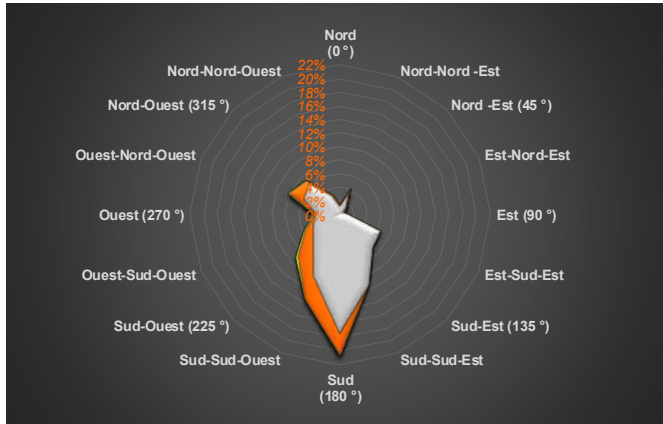 Nord
(0 °)
Nord-Nord-Ouest
Nord-Nord -Est
22%
20%
18%
16%
14%
12%
10%
8%
6%
4%
2%
0%
Nord-Ouest (315 °)
Nord -Est (45 °)
Ouest-Nord-Ouest
Est-Nord-Est
Ouest (270 °)
Est (90 °)
Ouest-Sud-Ouest
Est-Sud-Est
Sud-Ouest (225 °)
Sud-Est (135 °)
Sud-Sud-Ouest
Sud-Sud-Est
Sud
(180 °)